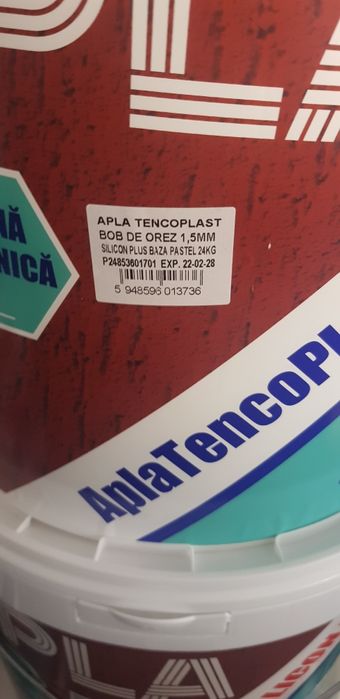 APLA TENCOPLAST
BOB DE OREZ 1,5MM
SILICON PLUS BAZA PASTEL 24KG
P24853601701 EXP. 22-02-28
5 948596 013736
AplaTencoPl
PLA